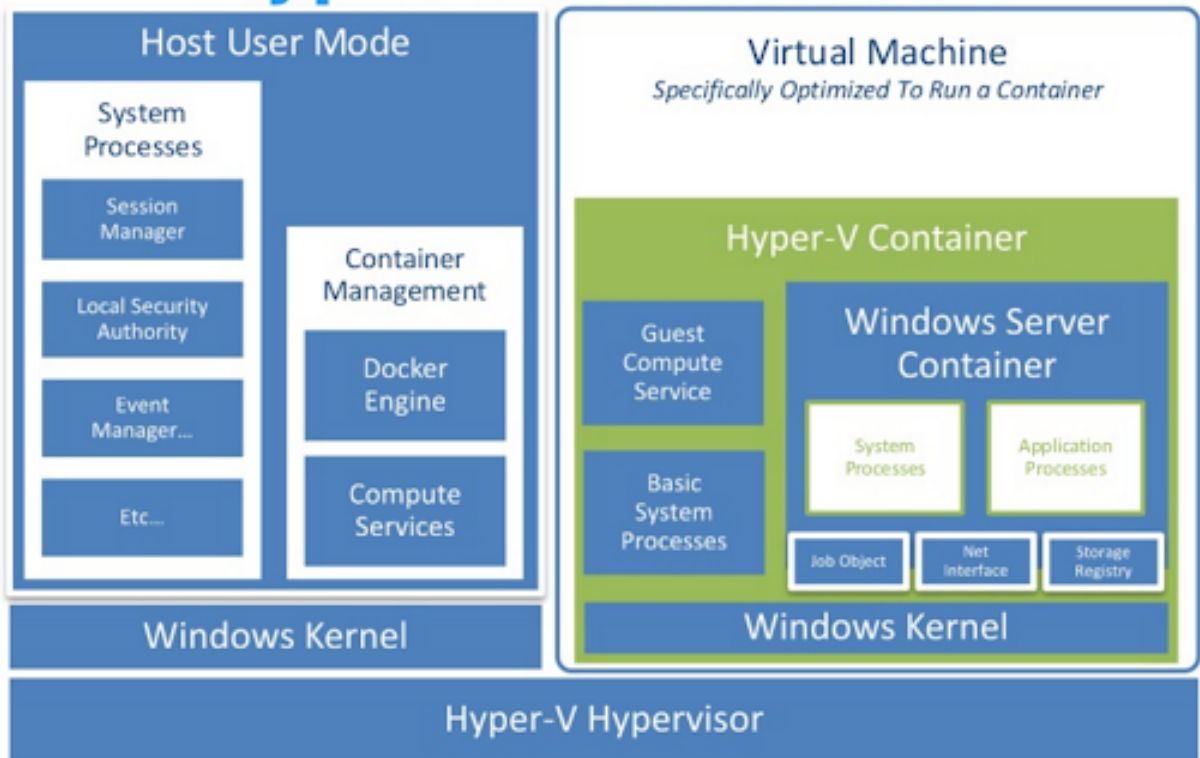 Host User Mode
System
Processes
Session
Manager
Local Security
Authority
Event
Manager...
Etc...
Container
Management
Docker
Engine
Compute
Services
Windows Kernel
Virtual Machine
Specifically Optimized To Run a Container
Hyper-V Container
Guest
Compute
Service
Basic
System
Processes
Windows Server
Container
System
Processes
Application
Processes
Job Object
Net
Interface
Storage
Registry
Windows Kernel
Hyper-V Hypervisor